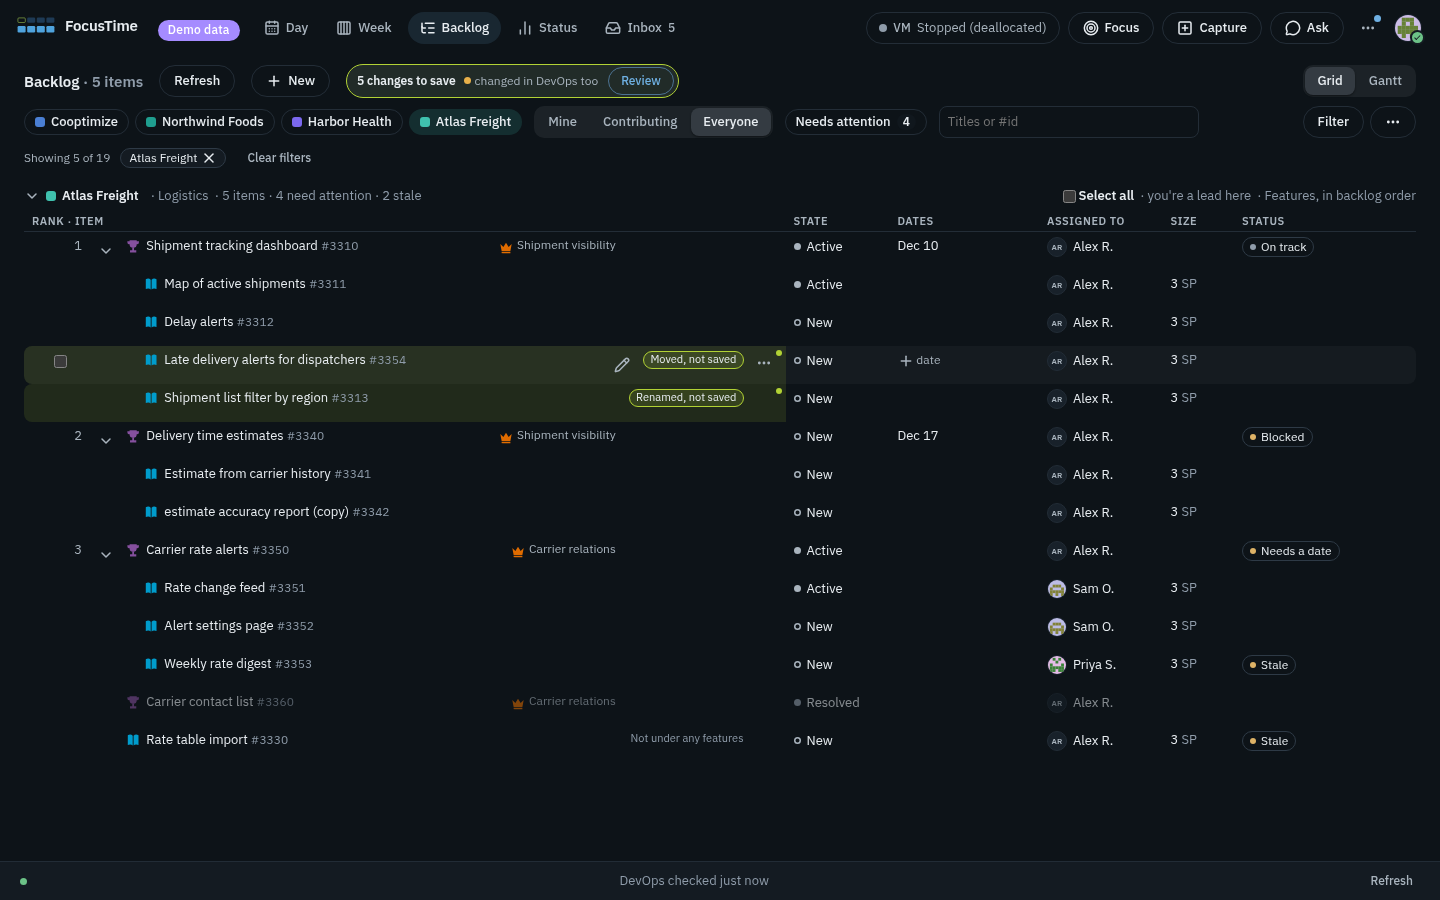 FocusTime Demo data Day Week Backlog Status Inbox 5 VM Stopped (deallocated) Focus Capture Ask
Backlog · 5 items Refresh New 5 changes to save changed in DevOps too Review Grid Gantt
Cooptimize Northwind Foods Harbor Health Atlas Freight Mine Contributing Everyone Needs attention 4 Titles or #id Filter
Showing 5 of 19 Atlas Freight Clear filters
Atlas Freight · Logistics · 5 items · 4 need attention · 2 stale Select all · you're a lead here · Features, in backlog order
RANK · ITEM STATE DATES ASSIGNED TO SIZE STATUS
1 Shipment tracking dashboard #3310 Shipment visibility Active Dec 10 AR Alex R. On track
Map of active shipments #3311 Active AR Alex R. 3 SP
Delay alerts #3312 New AR Alex R. 3 SP
Late delivery alerts for dispatchers #3354 Moved, not saved New date AR Alex R. 3 SP
Shipment list filter by region #3313 Renamed, not saved New AR Alex R. 3 SP
2 Delivery time estimates #3340 Shipment visibility New Dec 17 AR Alex R. Blocked
Estimate from carrier history #3341 New AR Alex R. 3 SP
estimate accuracy report (copy) #3342 New AR Alex R. 3 SP
3 Carrier rate alerts #3350 Carrier relations Active AR Alex R. Needs a date
Rate change feed #3351 Active Sam O. 3 SP
Alert settings page #3352 New Sam O. 3 SP
Weekly rate digest #3353 New Priya S. 3 SP Stale
Carrier contact list #3360 Carrier relations Resolved AR Alex R.
Rate table import #3330 Not under any features New AR Alex R. 3 SP Stale
DevOps checked just now Refresh